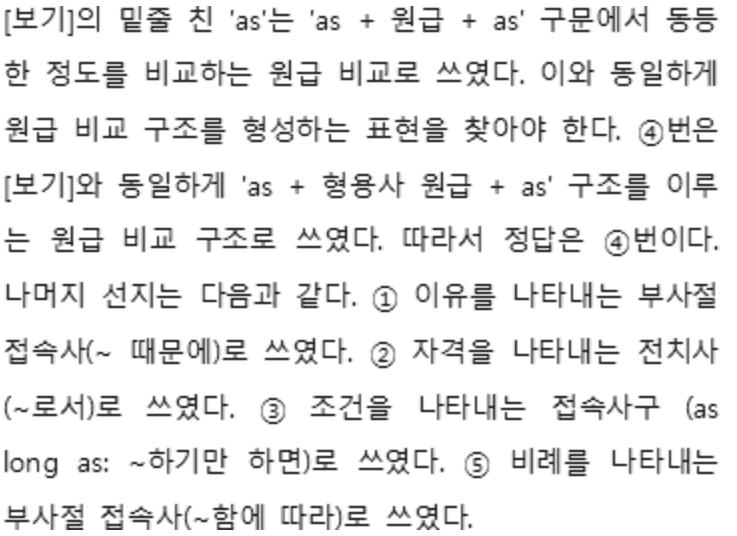 [보기]의 밑줄 친 'as'는 'as + 원급 + as' 구문에서 동등
한 정도를 비교하는 원급 비교로 쓰였다. 이와 동일하게
원급 비교 구조를 형성하는 표현을 찾아야 한다. ④번은
[보기]와 동일하게 'as + 형용사 원급 + as' 구조를 이루
는 원급 비교 구조로 쓰였다. 따라서 정답은 ④번이다.
나머지 선지는 다음과 같다. ① 이유를 나타내는 부사절
접속사(~ 때문에)로 쓰였다. ② 자격을 나타내는 전치사
(~로서)로 쓰였다. ③ 조건을 나타내는 접속사구 (as
long as: ~하기만 하면)로 쓰였다. ⑤ 비례를 나타내는
부사절 접속사(~함에 따라)로 쓰였다.